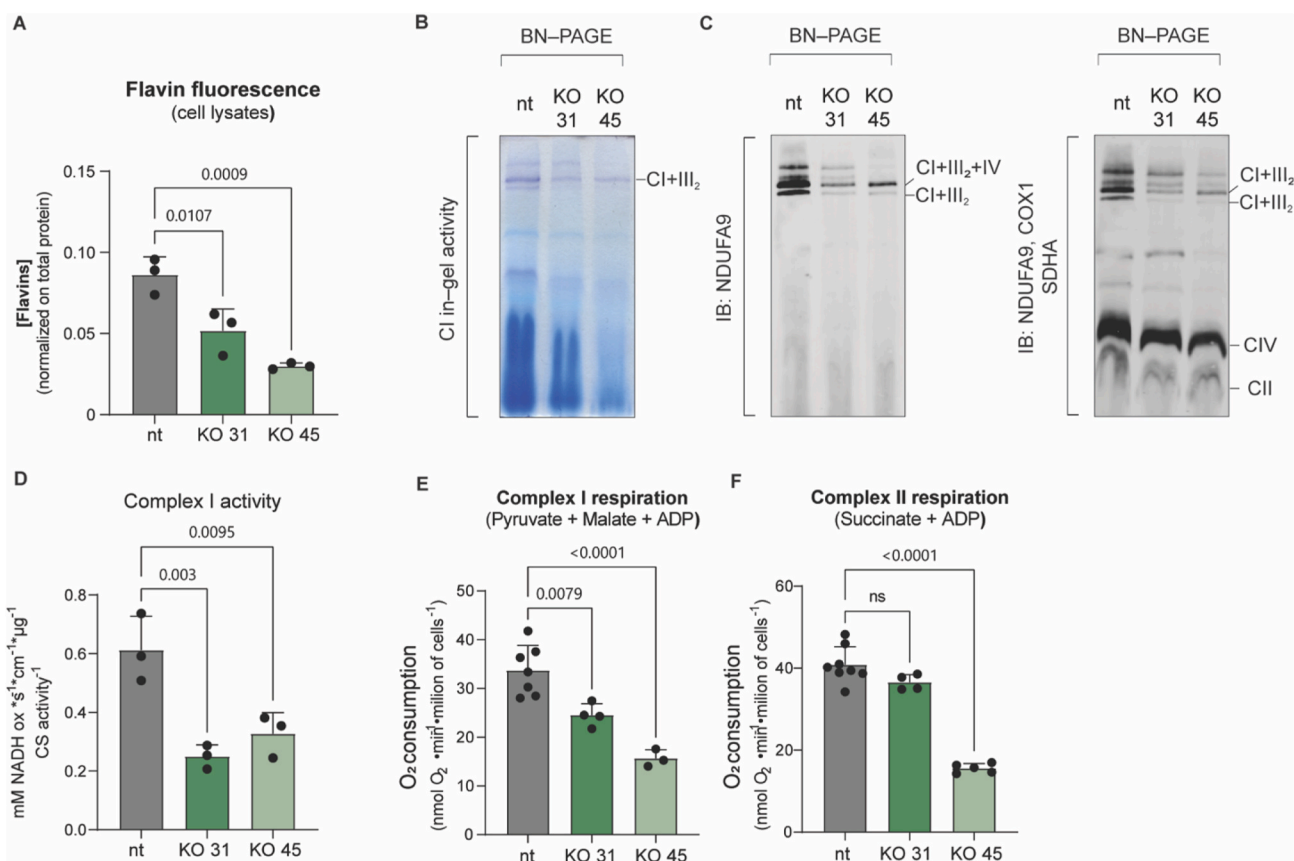 A
Flavin fluorescence
(cell lysates)
[Flavins]
(normalized on total protein)
0.15
0.10
0.05
0
0.0009
0.0107
nt
KO 31
KO 45
B
BN–PAGE
nt
KO
31
KO
45
CI in–gel activity
CI+III₂
C
BN–PAGE
nt
KO
31
KO
45
IB: NDUFA9
CI+III₂+IV
CI+III₂
BN–PAGE
nt
KO
31
KO
45
IB: NDUFA9, COX1
SDHA
CI+III₂
CI+III₂
CIV
CII
D
Complex I activity
mM NADH ox *s⁻¹*cm⁻¹*µg⁻¹
CS activity⁻¹
0.8
0.6
0.4
0.2
0.0
0.0095
0.003
nt
KO 31
KO 45
E
Complex I respiration
(Pyruvate + Malate + ADP)
O₂ consumption
(nmol O₂ •min⁻¹•milion of cells⁻¹)
50
40
30
20
10
0
<0.0001
0.0079
nt
KO 31
KO 45
F
Complex II respiration
(Succinate + ADP)
O₂ consumption
(nmol O₂ •min⁻¹•milion of cells⁻¹)
60
40
20
0
<0.0001
ns
nt
KO 31
KO 45